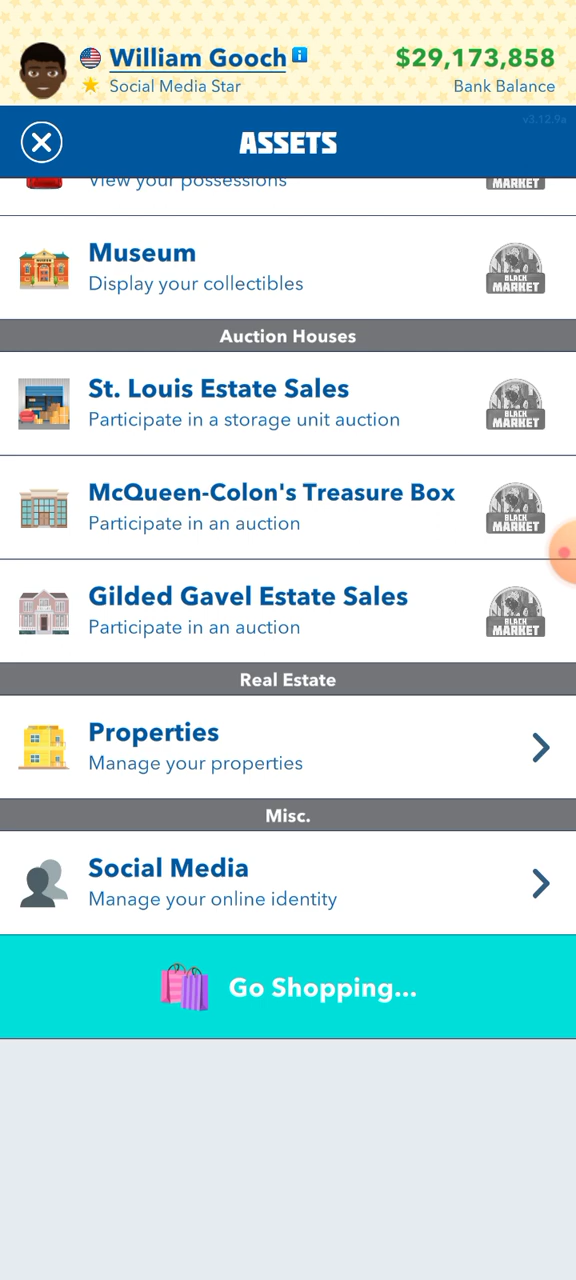 William Gooch
$29,173,858
Social Media Star
Bank Balance
v3.12.9a
ASSETS
View your possessions
MARKET
Museum
Display your collectibles
BLACK
MARKET
Auction Houses
St. Louis Estate Sales
Participate in a storage unit auction
BLACK
MARKET
McQueen-Colon's Treasure Box
Participate in an auction
BLACK
MARKET
Gilded Gavel Estate Sales
Participate in an auction
BLACK
MARKET
Real Estate
Properties
Manage your properties
Misc.
Social Media
Manage your online identity
Go Shopping...